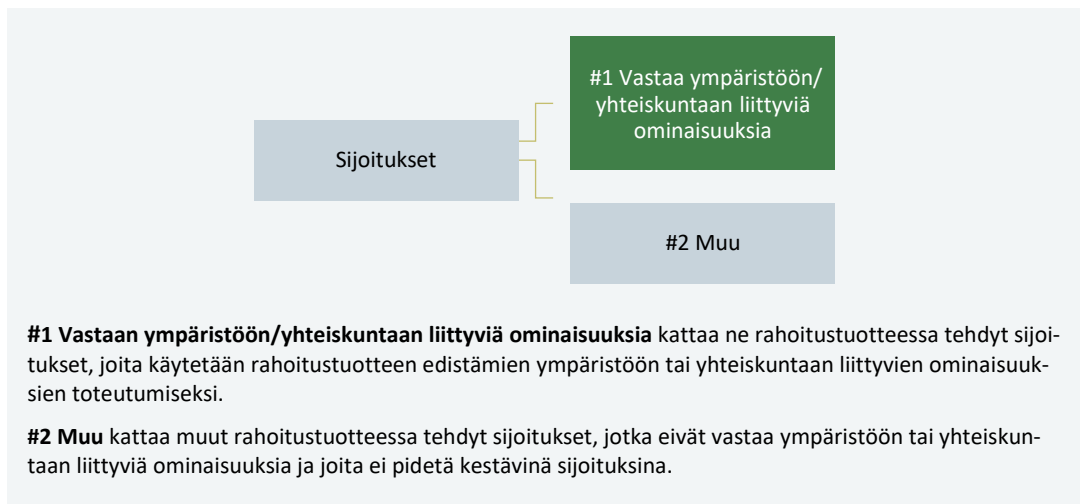 #1 Vastaa ympäristöön/
yhteiskuntaan liittyviä
ominaisuuksia
Sijoitukset
#2 Muu
#1 Vastaan ympäristöön/yhteiskuntaan liittyviä ominaisuuksia kattaa ne rahoitustuotteessa tehdyt sijoi-
tukset, joita käytetään rahoitustuotteen edistämien ympäristön tai yhteiskuntaan liittyvien ominaisuuk-
sien toteutumiseksi.
#2 Muu kattaa muut rahoitustuotteessa tehdyt sijoitukset, jotka eivät vastaa ympäristön tai yhteiskun-
taan liittyviä ominaisuuksia ja joita ei pidetä kestävinä sijoituksina.